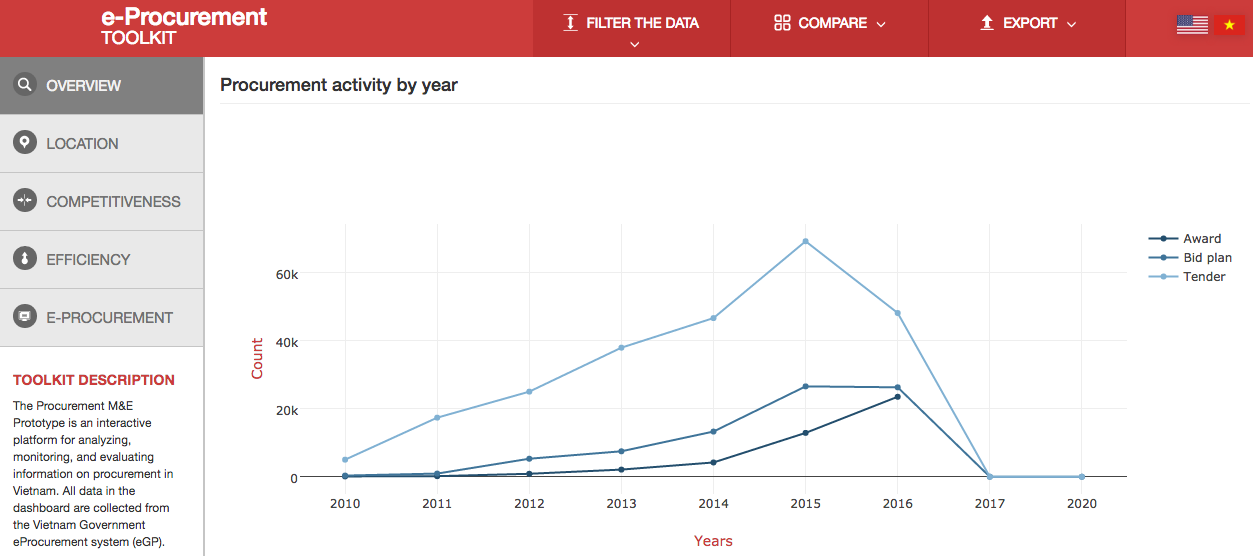 e-Procurement
TOOLKIT
FILTER THE DATA
COMPARE
EXPORT
OVERVIEW
LOCATION
COMPETITIVENESS
EFFICIENCY
E-PROCUREMENT
TOOLKIT DESCRIPTION
The Procurement M&E
Prototype is an interactive
platform for analyzing,
monitoring, and evaluating
information on procurement in
Vietnam. All data in the
dashboard are collected from
the Vietnam Government
eProcurement system (eGP).
Procurement activity by year
Award
Bid plan
Tender
60k
40k
20k
0
Count
2010 2011 2012 2013 2014 2015 2016 2017 2020
Years